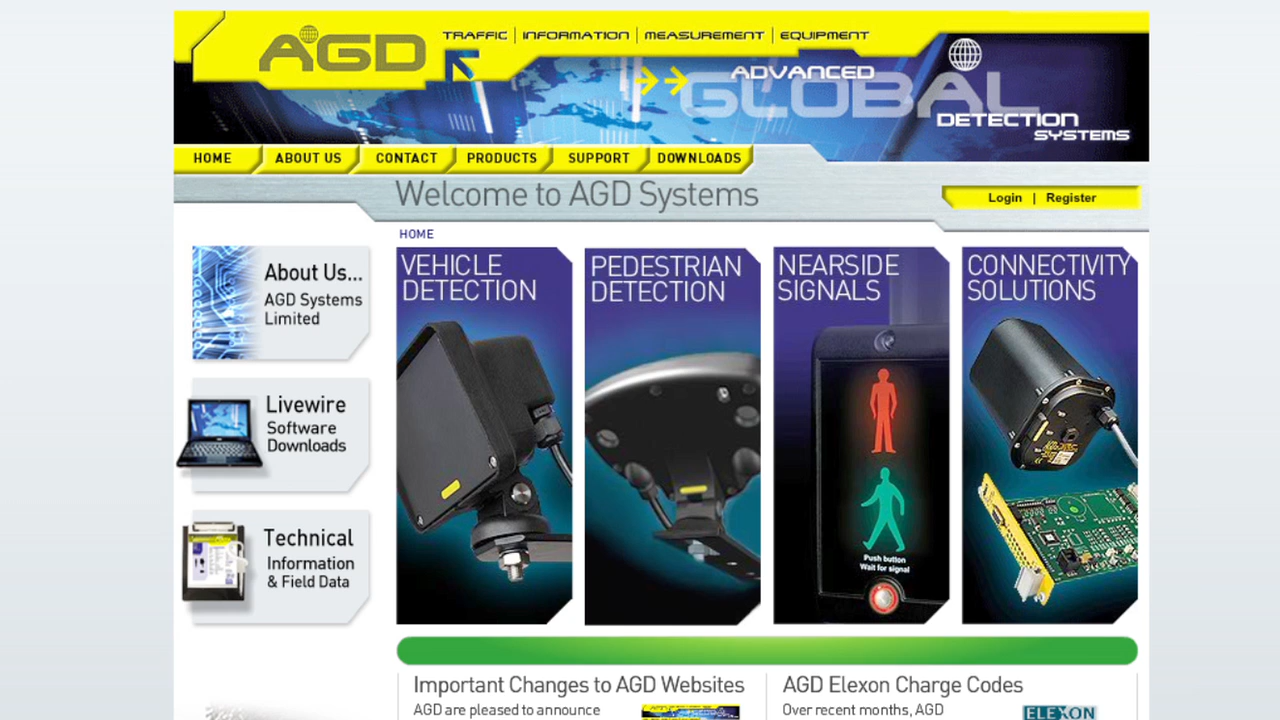 AGD
TRAFFIC | INFORMATION | MEASUREMENT | EQUIPMENT
ADVANCED
GLOBAL
DETECTION
SYSTEMS
HOME
ABOUT US
CONTACT
PRODUCTS
SUPPORT
DOWNLOADS
Welcome to AGD Systems
Login | Register
HOME
About Us...
AGD Systems
Limited
Livewire
Software
Downloads
Technical
Information
& Field Data
VEHICLE
DETECTION
PEDESTRIAN
DETECTION
NEARSIDE
SIGNALS
Push button
Wait for signal
CONNECTIVITY
SOLUTIONS
Important Changes to AGD Websites
AGD are pleased to announce
AGD Elexon Charge Codes
Over recent months, AGD
ELEXON